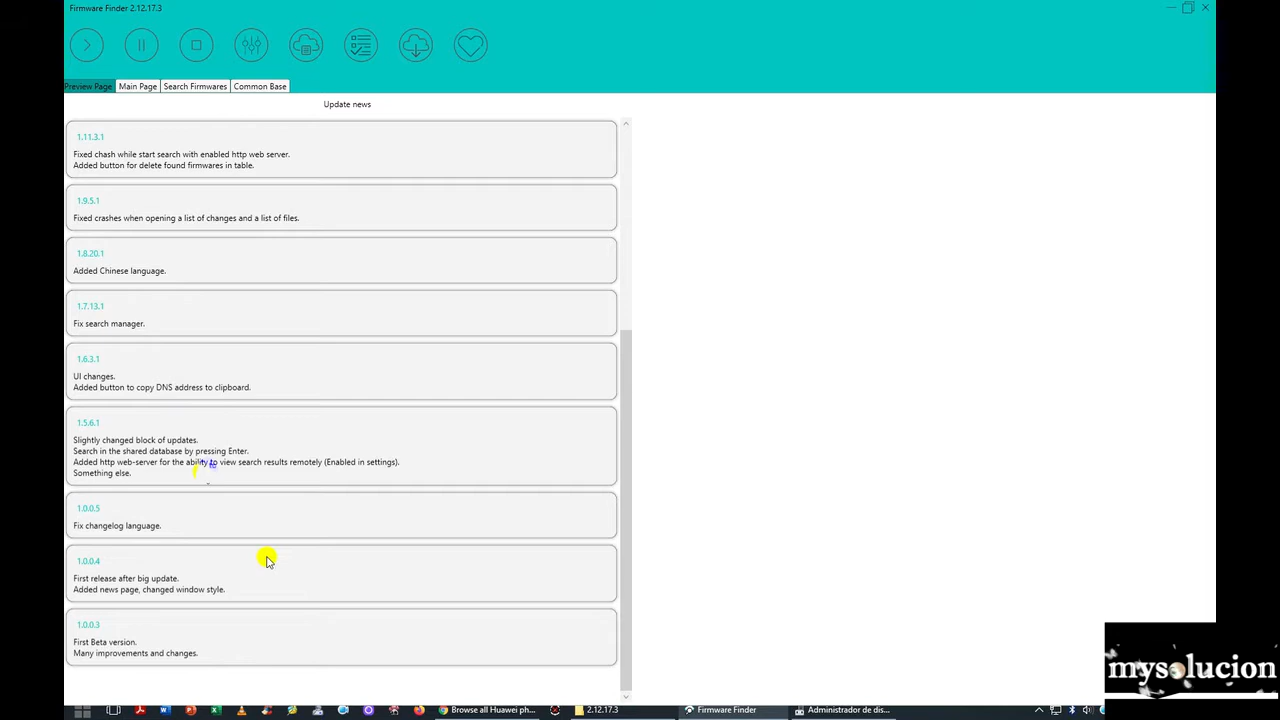 Firmware Finder 2.12.17.3
Preview Page
Main Page
Search Firmwares
Common Base
Update news
1.11.3.1
Fixed chash while start search with enabled http web server.
Added button for delete found firmwares in table.
1.9.5.1
Fixed crashes when opening a list of changes and a list of files.
1.8.20.1
Added Chinese language.
1.7.13.1
Fix search manager.
1.6.3.1
UI changes.
Added button to copy DNS address to clipboard.
1.5.6.1
Slightly changed block of updates.
Search in the shared database by pressing Enter.
Added http web-server for the ability to view search results remotely (Enabled in settings).
Something else.
1.0.0.5
Fix changelog language.
1.0.0.4
First release after big update.
Added news page, changed window style.
1.0.0.3
First Beta version.
Many improvements and changes.
mysolucion
Browse all Huawei ph...
2.12.17.3
Firmware Finder
Administrador de dis...